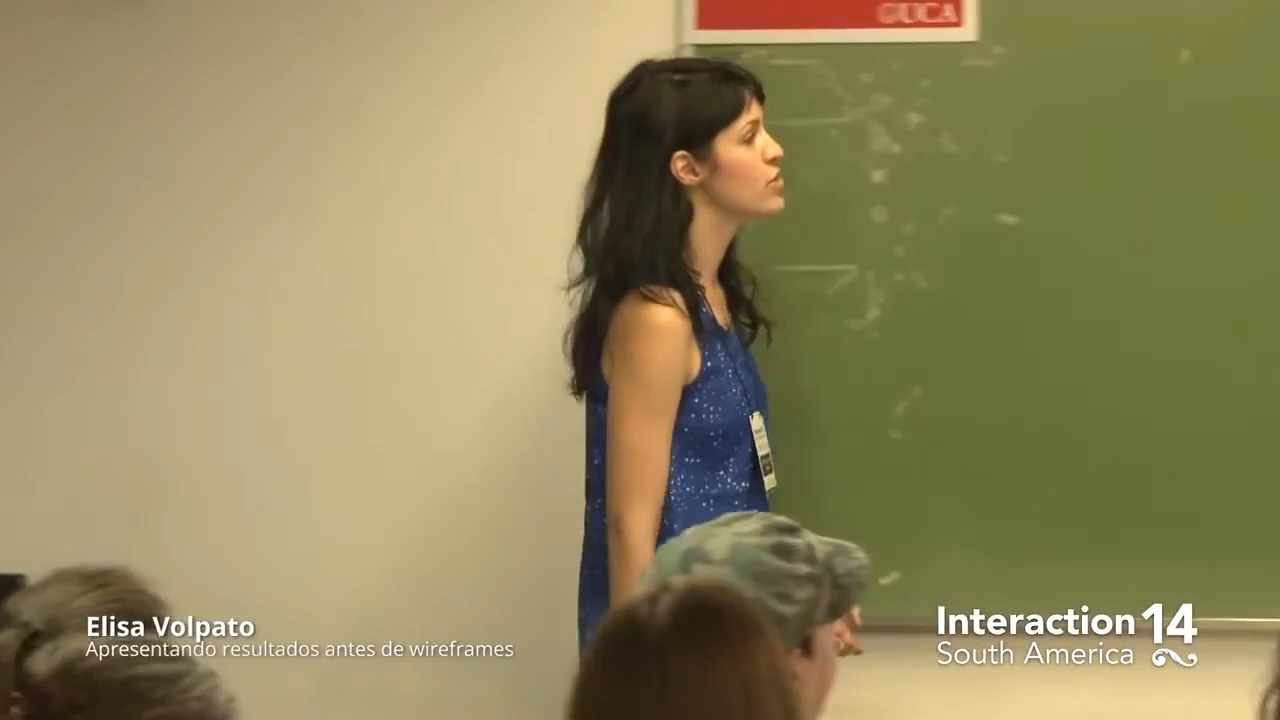 GUCA
Elisa Volpato
Apresentando resultados antes de wireframes
Interaction 14
South America